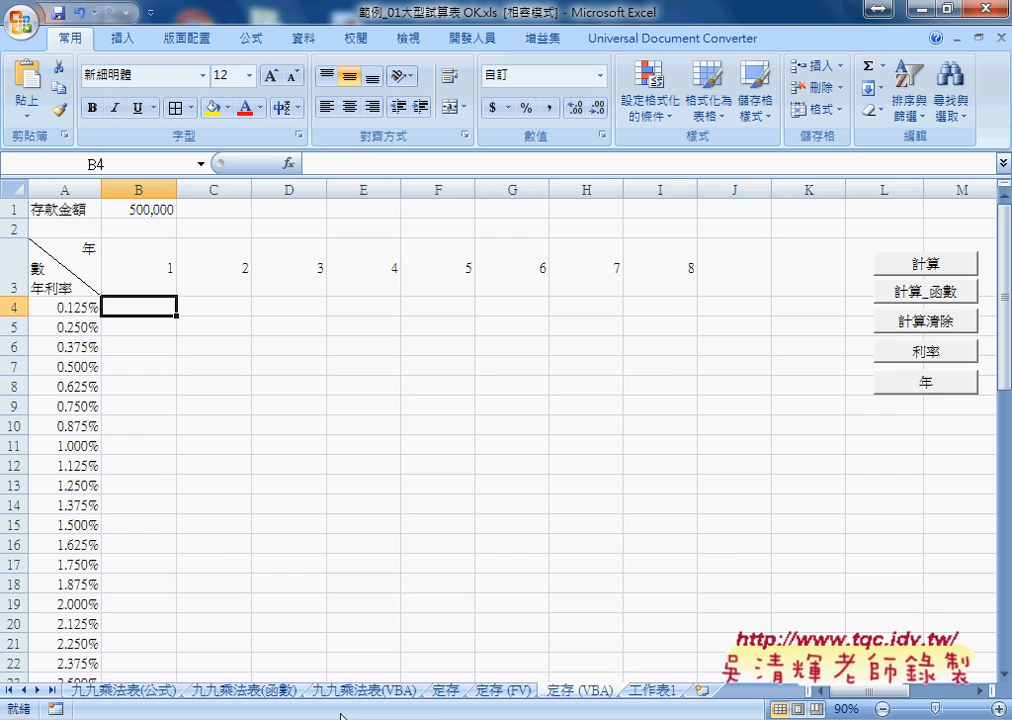 範例_01大型試算表 OK.xls [相容模式] - Microsoft Excel
常用 插入 版面配置 公式 資料 校閱 檢視 開發人員 增益集 Universal Document Converter
貼上 新細明體 12 自訂 設定格式化的條件 格式化為表格 儲存格樣式 插入 刪除 格式 排序與篩選 尋找與選取
剪貼簿 字型 對齊方式 數值 樣式 儲存格 編輯
B4 fx
A B C D E F G H I J K L M
1 存款金額 500,000
2
年
數
3 年利率 1 2 3 4 5 6 7 8
4 0.125%
5 0.250%
6 0.375%
7 0.500%
8 0.625%
9 0.750%
10 0.875%
11 1.000%
12 1.125%
13 1.250%
14 1.375%
15 1.500%
16 1.625%
17 1.750%
18 1.875%
19 2.000%
20 2.125%
21 2.250%
22 2.375%
計算
計算_函數
計算清除
利率
年
http://www.tqc.idv.tw/
吳清輝老師錄製
九九乘法表(公式) 九九乘法表(函數) 九九乘法表(VBA) 定存 定存 (FV) 定存 (VBA) 工作表1
就緒 90%